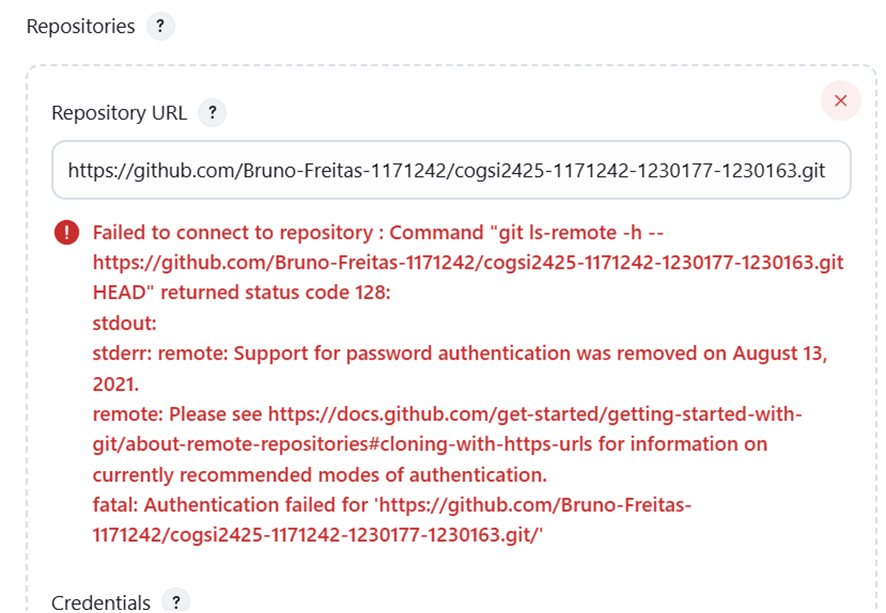 Repositories ?
Repository URL ?
https://github.com/Bruno-Freitas-1171242/cogsi2425-1171242-1230177-1230163.git
Failed to connect to repository : Command "git ls-remote -h --
https://github.com/Bruno-Freitas-1171242/cogsi2425-1171242-1230177-1230163.git
HEAD" returned status code 128:
stdout:
stderr: remote: Support for password authentication was removed on August 13,
2021.
remote: Please see https://docs.github.com/get-started/getting-started-with-
git/about-remote-repositories#cloning-with-https-urls for information on
currently recommended modes of authentication.
fatal: Authentication failed for 'https://github.com/Bruno-Freitas-
1171242/cogsi2425-1171242-1230177-1230163.git/'
Credentials ?